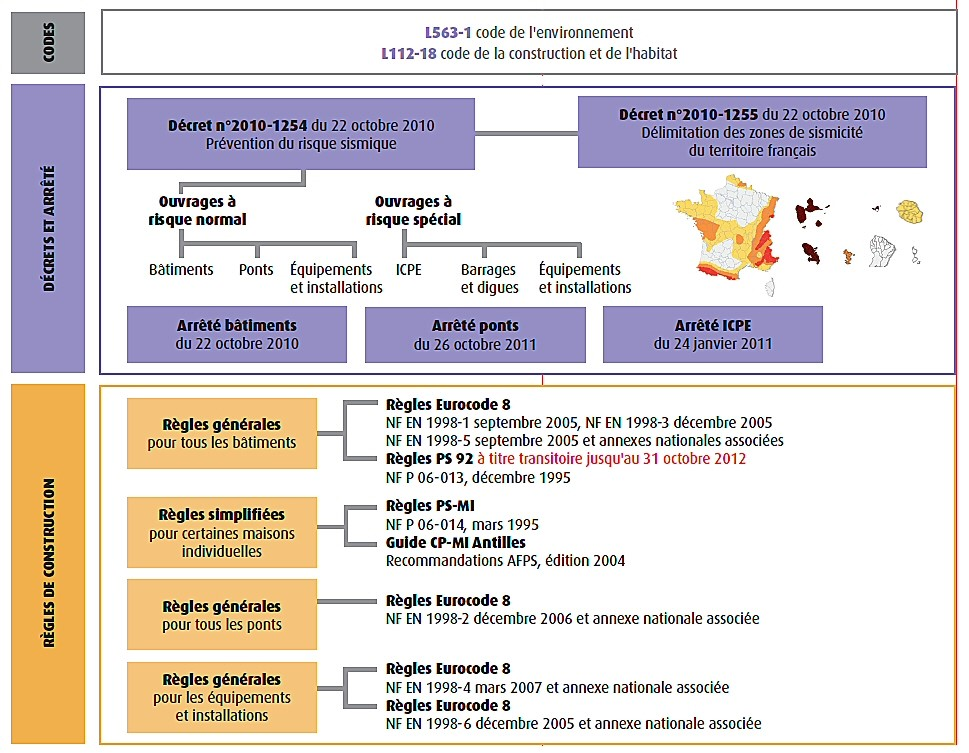 CODES
L563-1 code de l'environnement
L112-18 code de la construction et de l'habitat
DÉCRETS ET ARRÊTÉ
Décret n°2010-1254 du 22 octobre 2010
Prévention du risque sismique
Décret n°2010-1255 du 22 octobre 2010
Délimitation des zones de sismicité
du territoire français
Ouvrages à
risque normal
Ouvrages à
risque spécial
Bâtiments
Ponts
Équipements
et installations
ICPE
Barrages
et digues
Équipements
et installations
Arrêté bâtiments
du 22 octobre 2010
Arrêté ponts
du 26 octobre 2011
Arrêté ICPE
du 24 janvier 2011
RÈGLES DE CONSTRUCTION
Règles générales
pour tous les bâtiments
Règles Eurocode 8
NF EN 1998-1 septembre 2005, NF EN 1998-3 décembre 2005
NF EN 1998-5 septembre 2005 et annexes nationales associées
Règles PS 92 à titre transitoire jusqu'au 31 octobre 2012
NF P 06-013, décembre 1995
Règles simplifiées
pour certaines maisons
individuelles
Règles PS-MI
NF P 06-014, mars 1995
Guide CP-MI Antilles
Recommandations AFPS, édition 2004
Règles générales
pour tous les ponts
Règles Eurocode 8
NF EN 1998-2 décembre 2006 et annexe nationale associée
Règles générales
pour les équipements
et installations
Règles Eurocode 8
NF EN 1998-4 mars 2007 et annexe nationale associée
Règles Eurocode 8
NF EN 1998-6 décembre 2005 et annexe nationale associée